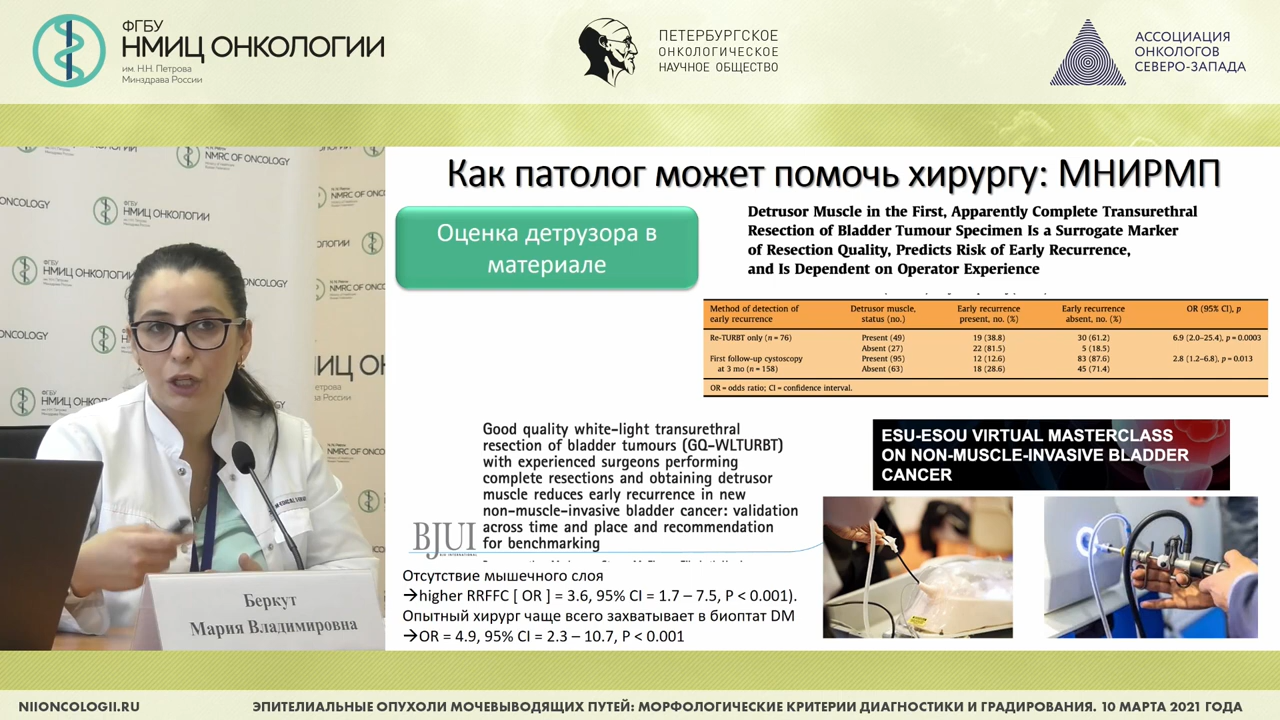 ФГБУ
НМИЦ ОНКОЛОГИИ
им. Н.Н. Петрова
Минздрава России
ПЕТЕРБУРГСКОЕ
ОНКОЛОГИЧЕСКОЕ
НАУЧНОЕ ОБЩЕСТВО
АССОЦИАЦИЯ
ОНКОЛОГОВ
СЕВЕРО-ЗАПАДА
NMRC OF ONCOLOGY
НМИЦ ОНКОЛОГИИ
Беркут
Мария Владимировна
Как патолог может помочь хирургу: МНИРМП
Оценка детрузора в
материале
Detrusor Muscle in the First, Apparently Complete Transurethral
Resection of Bladder Tumour Specimen Is a Surrogate Marker
of Resection Quality, Predicts Risk of Early Recurrence,
and Is Dependent on Operator Experience
Method of detection of early recurrence Detrusor muscle, status (no.) Early recurrence present, no. (%) Early recurrence absent, no. (%) OR (95% CI), p
Re-TURBT only (n = 76) Present (49) 19 (38.8) 30 (61.2) 6.9 (2.0–25.4), p = 0.0003
Absent (27) 22 (81.5) 5 (18.5)
First follow-up cystoscopy Present (95) 12 (12.6) 83 (87.6) 2.8 (1.2–6.8), p = 0.013
at 3 mo (n = 158) Absent (63) 18 (28.6) 45 (71.4)
OR = odds ratio; CI = confidence interval.
Good quality white-light transurethral
resection of bladder tumours (GQ-WLTURBT)
with experienced surgeons performing
complete resections and obtaining detrusor
muscle reduces early recurrence in new
non-muscle-invasive bladder cancer: validation
across time and place and recommendation
for benchmarking
BJUI
BJU INTERNATIONAL
ESU-ESOU VIRTUAL MASTERCLASS
ON NON-MUSCLE-INVASIVE BLADDER
CANCER
Отсутствие мышечного слоя
→higher RRFFC [ OR ] = 3.6, 95% CI = 1.7 – 7.5, P < 0.001).
Опытный хирург чаще всего захватывает в биоптат DM
→OR = 4.9, 95% CI = 2.3 – 10.7, P < 0.001
NIIONCOLOGII.RU
ЭПИТЕЛИАЛЬНЫЕ ОПУХОЛИ МОЧЕВЫВОДЯЩИХ ПУТЕЙ: МОРФОЛОГИЧЕСКИЕ КРИТЕРИИ ДИАГНОСТИКИ И ГРАДИРОВАНИЯ. 10 МАРТА 2021 ГОДА